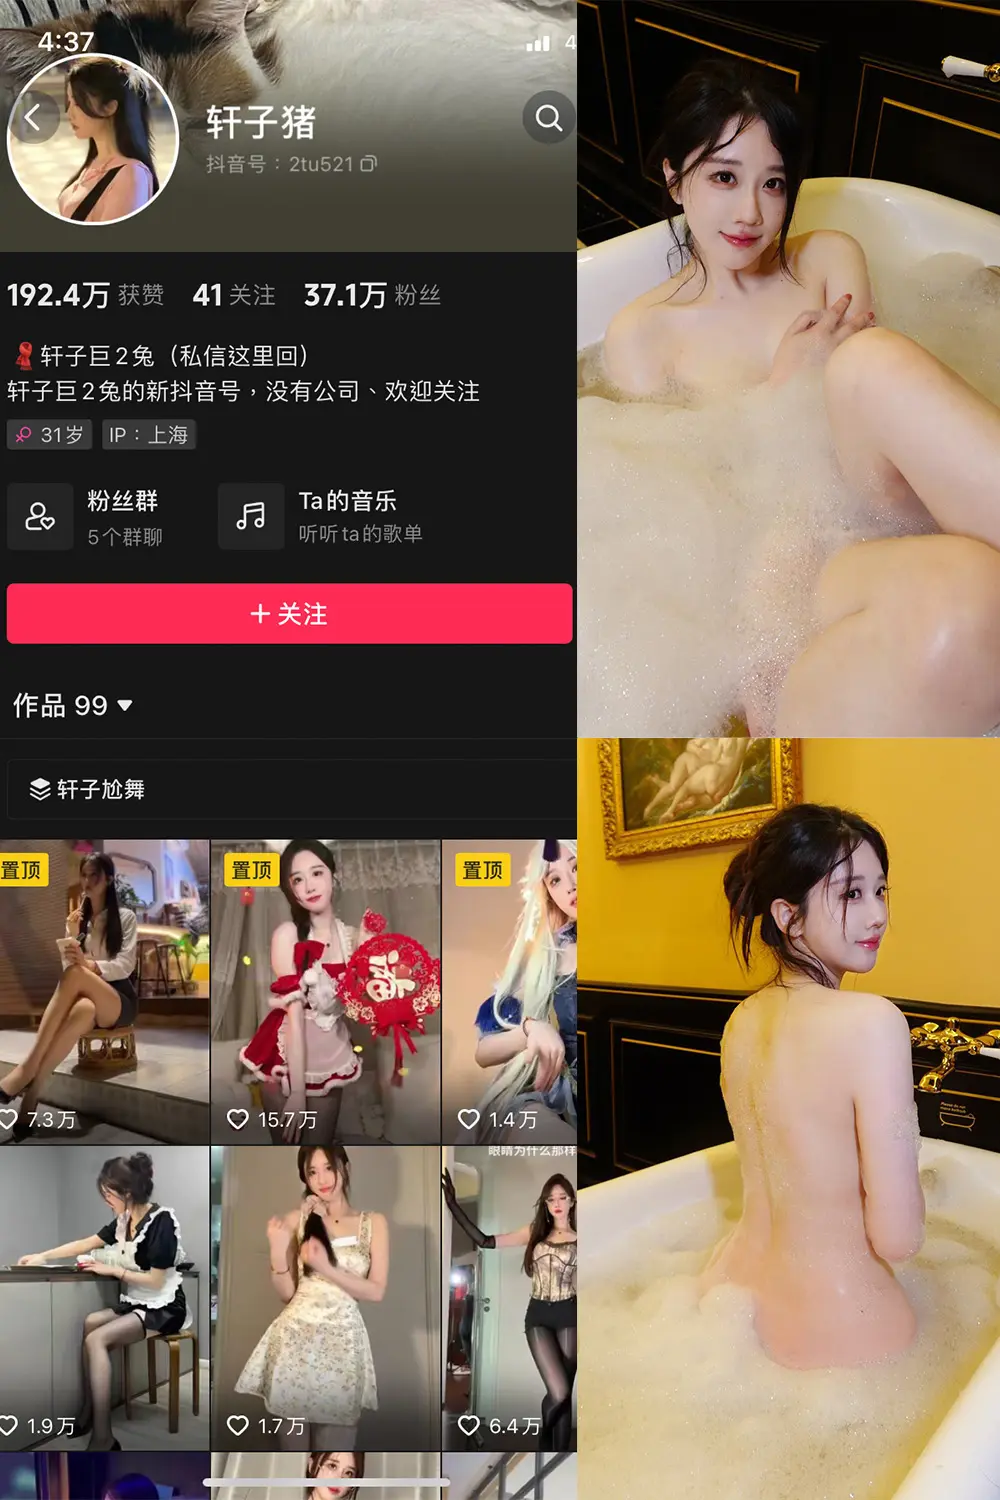 4:37
4
轩子猪
抖音号：2tu521
192.4万 获赞 41 关注 37.1万 粉丝
轩子巨2兔（私信这里回）
轩子巨2兔的新抖音号，没有公司、欢迎关注
31岁 IP：上海
粉丝群
5个群聊
Ta的音乐
听听ta的歌单
+ 关注
作品 99
轩子尬舞
置顶
置顶
置顶
7.3万
15.7万
1.4万
眼睛为什么那样
1.9万
1.7万
6.4万